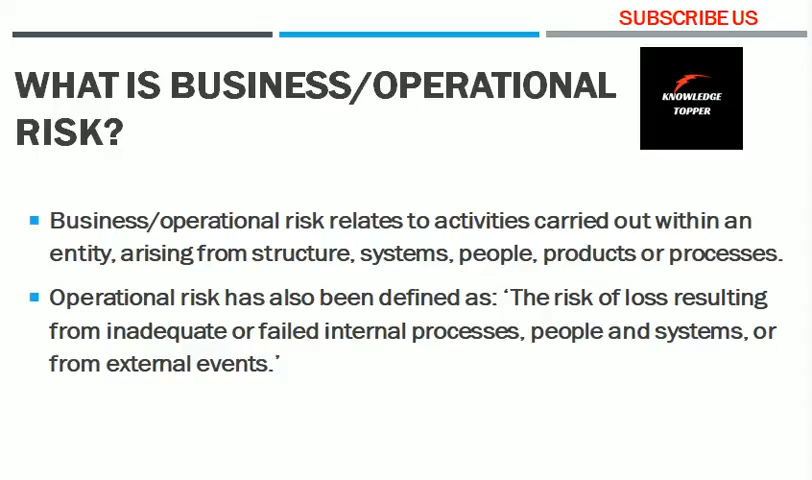 SUBSCRIBE US
WHAT IS BUSINESS/OPERATIONAL
RISK?
KNOWLEDGE
TOPPER
Business/operational risk relates to activities carried out within an
entity, arising from structure, systems, people, products or processes.
Operational risk has also been defined as: ‘The risk of loss resulting
from inadequate or failed internal processes, people and systems, or
from external events.’